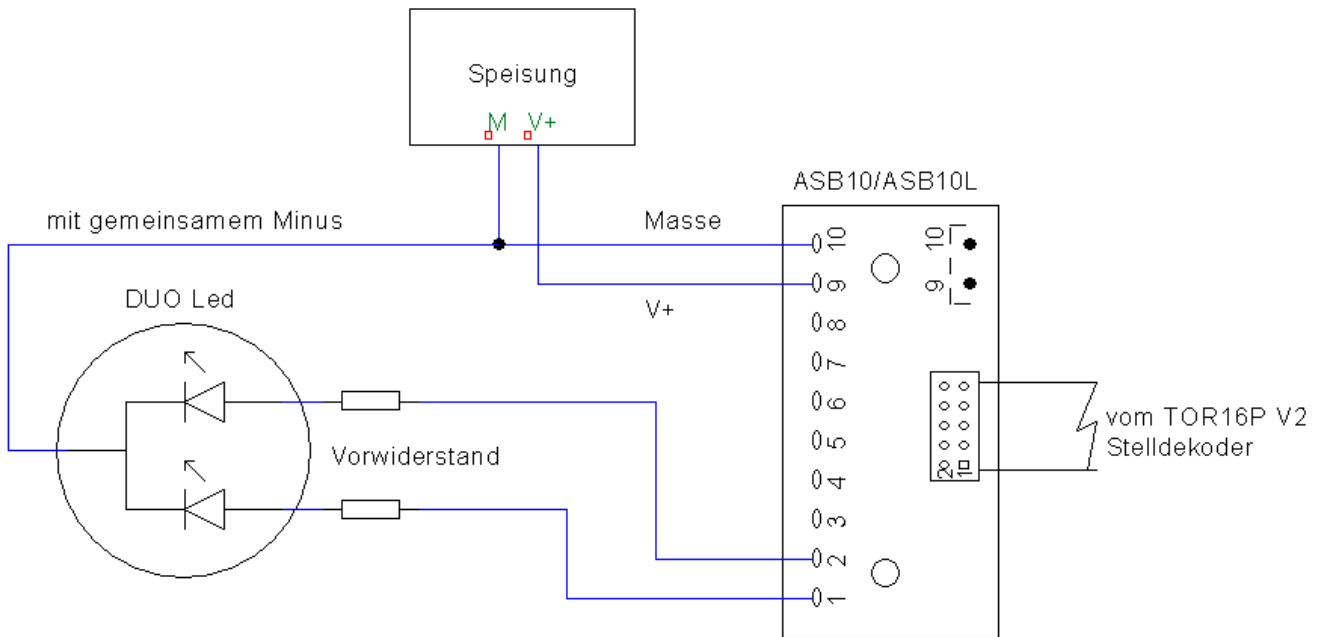 Speisung
M V+
ASB10/ASB10L
mit gemeinsamem Minus
Masse
10
10
9
9
V+
DUO Led
8
7
6
5
4
3
2
1
2
1
vom TOR16P V2
Stelldekoder
Vorwiderstand